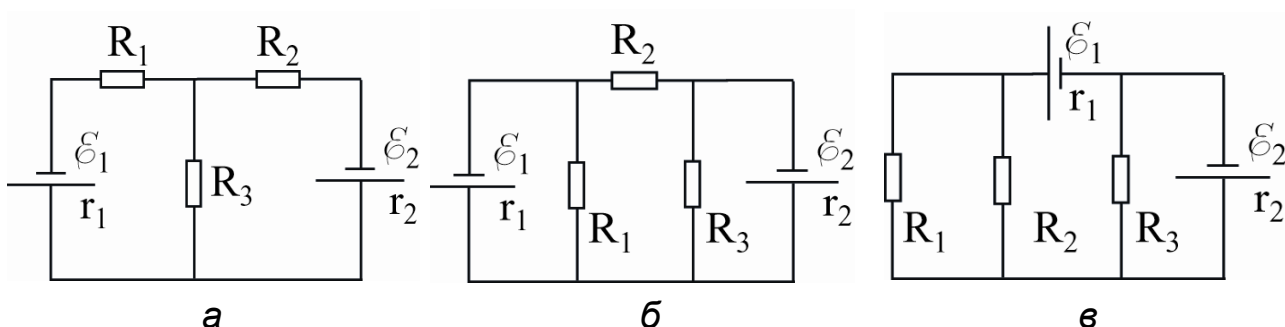 R₁ R₂
ℰ₁ R₃ ℰ₂
r₁ r₂
а
R₂
ℰ₁ ℰ₂
r₁ R₁ R₃ r₂
б
ℰ₁
r₁
ℰ₂
R₁ R₂ R₃ r₂
в